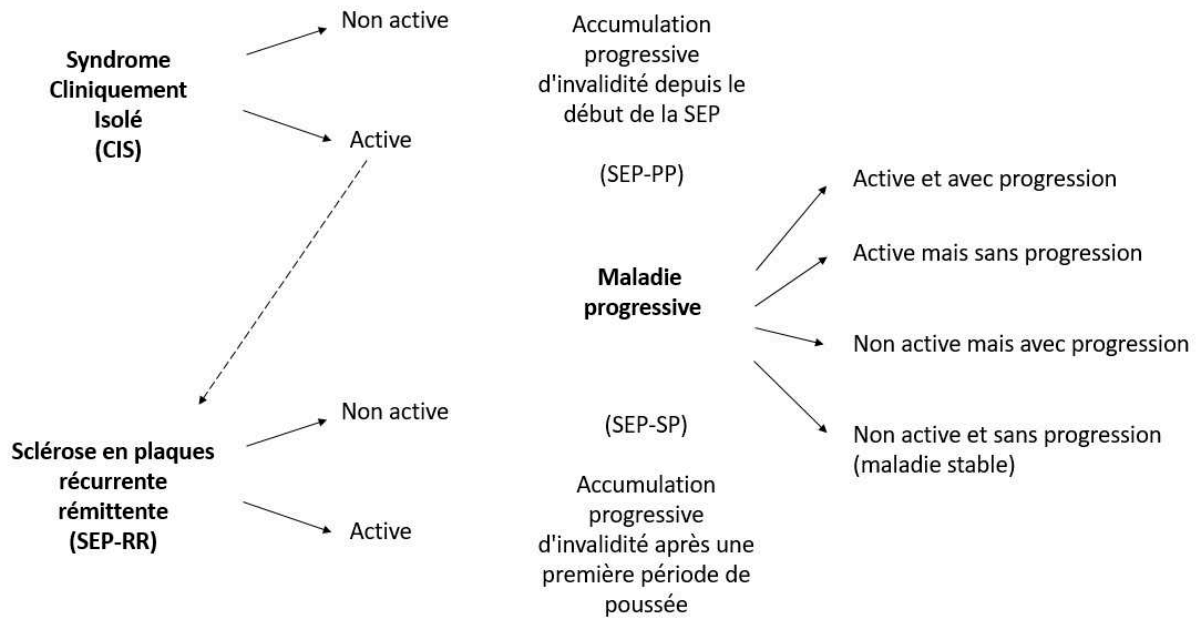 Syndrome
Cliniquement
Isolé
(CIS)
Non active
Active
Sclérose en plaques
récurrente
rémittente
(SEP-RR)
Non active
Active
Accumulation
progressive
d'invalidité depuis le
début de la SEP
(SEP-PP)
Maladie
progressive
(SEP-SP)
Accumulation
progressive
d'invalidité après une
première période de
poussée
Active et avec progression
Active mais sans progression
Non active mais avec progression
Non active et sans progression
(maladie stable)